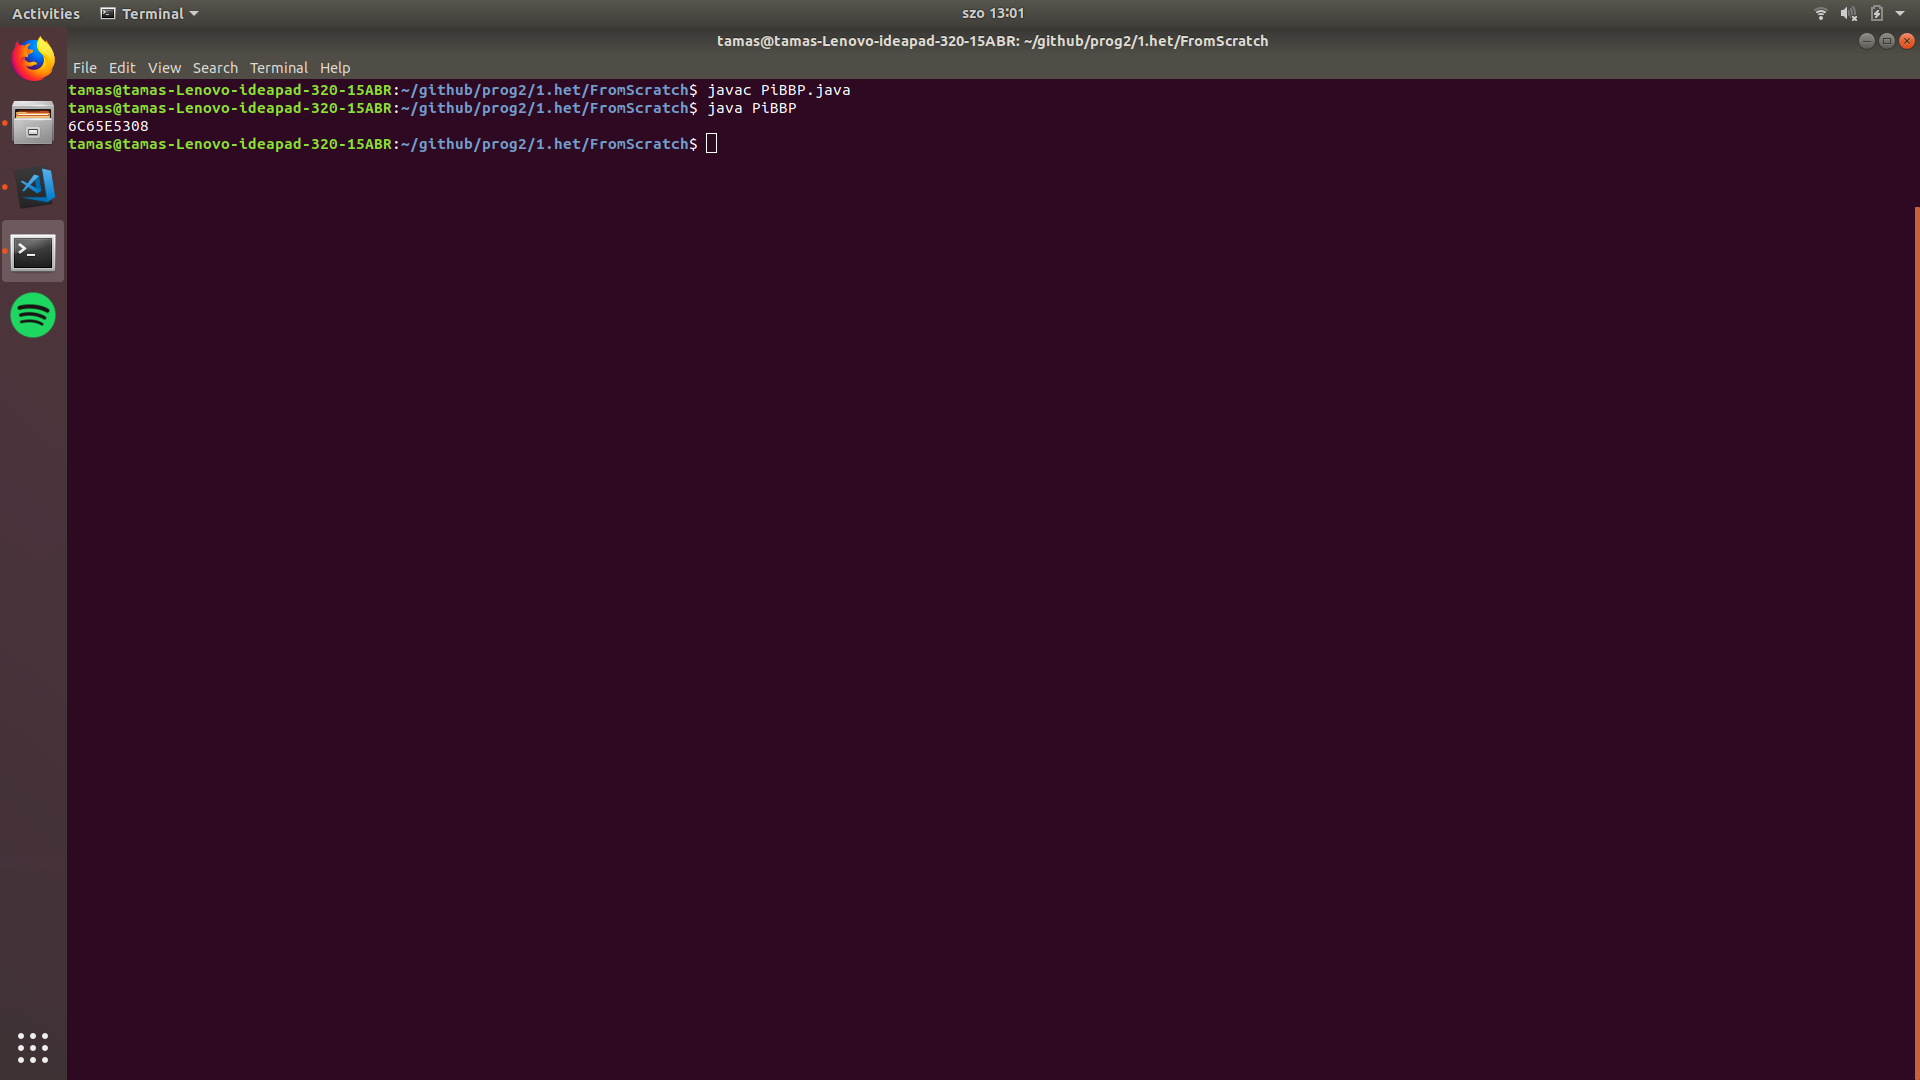 Activities Terminal szo 13:01
tamas@tamas-Lenovo-ideapad-320-15ABR: ~/github/prog2/1.het/FromScratch
File Edit View Search Terminal Help
tamas@tamas-Lenovo-ideapad-320-15ABR:~/github/prog2/1.het/FromScratch$ javac PiBBP.java
tamas@tamas-Lenovo-ideapad-320-15ABR:~/github/prog2/1.het/FromScratch$ java PiBBP
6C65E5308
tamas@tamas-Lenovo-ideapad-320-15ABR:~/github/prog2/1.het/FromScratch$